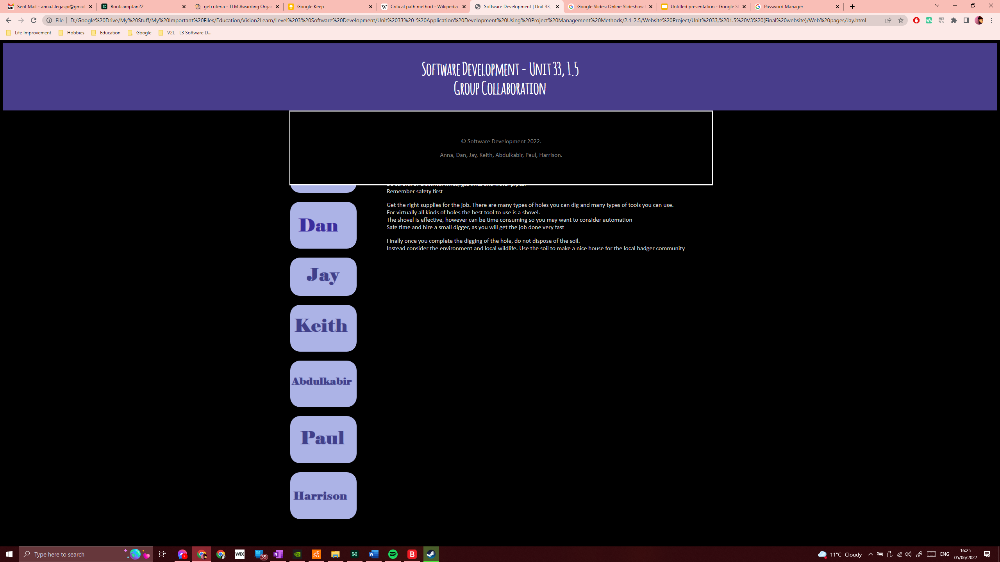 Sent Mail - anna.t.legaspi@gmail
BootcampJan22
getcriteria - TLM Awarding Organ
Google Keep
Critical path method - Wikipedia
Software Development | Unit 33,
Google Slides: Online Slideshow
Untitled presentation - Google Sl
Password Manager
File
D:/Google%20Drive/My%20Stuff/My%20Important%20Files/Education/Vision2Learn/Level%203%20Software%20Development/Unit%2033%20-%20Application%20Development%20Using%20Project%20Management%20Methods/2.1-2.5/Website%20Project/Unit%2033,%201.5%20V3%20(Final%20website)/Web%20pages/Jay.html
Life Improvement
Hobbies
Education
Google
V2L - L3 Software D...
Software Development - Unit 33, 1.5
Group Collaboration
© Software Development 2022.
Anna, Dan, Jay, Keith, Abdulkabir, Paul, Harrison.
Remember safety first
Get the right supplies for the job. There are many types of holes you can dig and many types of tools you can use.
For virtually all kinds of holes the best tool to use is a shovel.
The shovel is effective, however can be time consuming so you may want to consider automation
Safe time and hire a small digger, as you will get the job done very fast
Finally once you complete the digging of the hole, do not dispose of the soil.
Instead consider the environment and local wildlife. Use the soil to make a nice house for the local badger community
Dan
Jay
Keith
Abdulkabir
Paul
Harrison
Type here to search
WIX
39
N
W
B
2
11°C Cloudy
ENG
16:25
05/06/2022